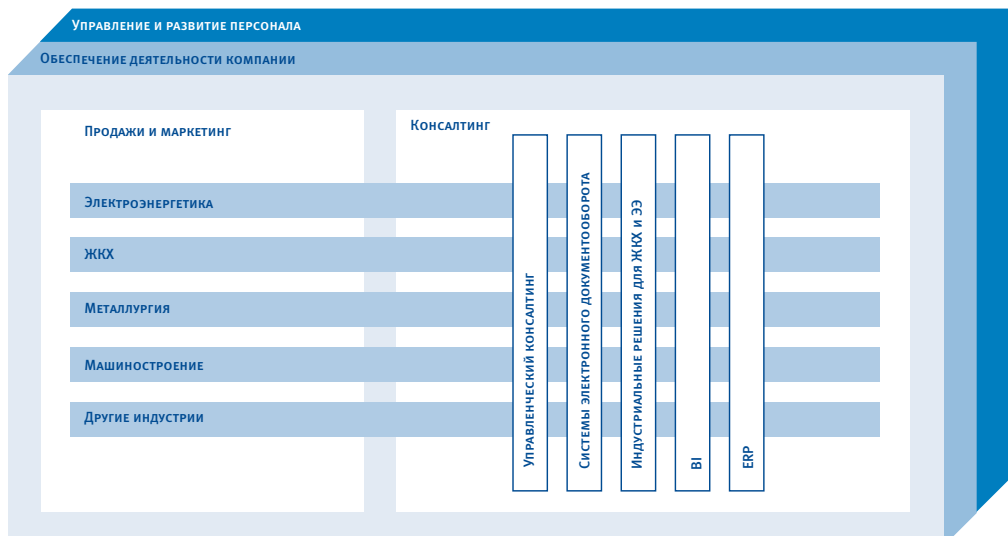 Управление и развитие персонала
Обеспечение деятельности компании
Продажи и маркетинг
Консалтинг
Электроэнергетика
ЖКХ
Металлургия
Машиностроение
Другие индустрии
Управленческий консалтинг
Системы электронного документооборота
Индустриальные решения для ЖКХ и ЭЭ
BI
ERP